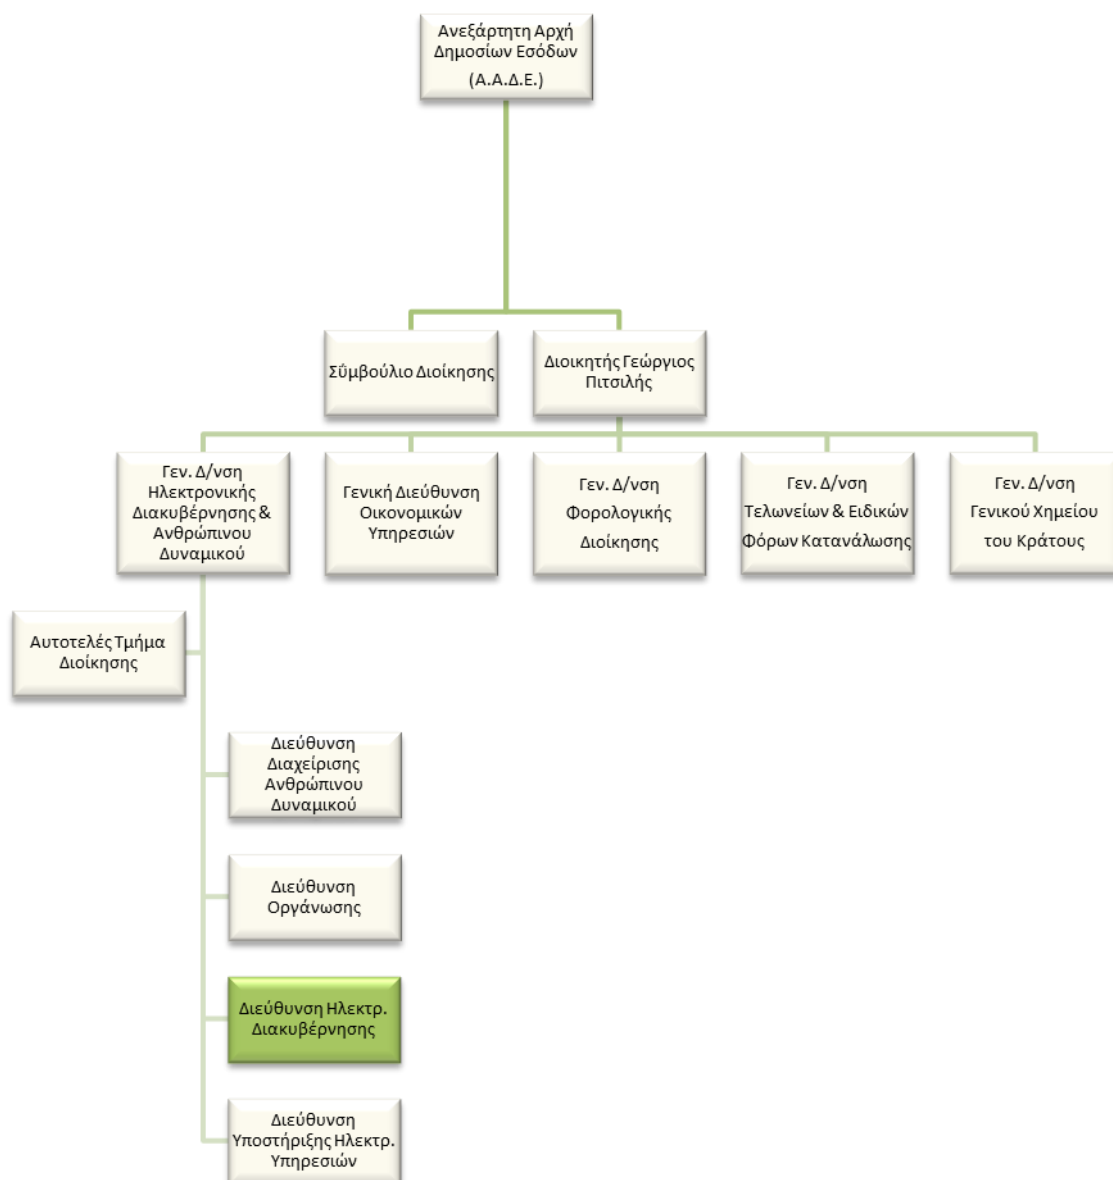 Ανεξάρτητη Αρχή
Δημοσίων Εσόδων
(Α.Α.Δ.Ε.)
Σΰμβούλιο Διοίκησης
Διοικητής Γεώργιος
Πιτσιλής
Γεν. Δ/νση
Ηλεκτρονικής
Διακυβέρνησης &
Ανθρώπινου
Δυναμικού
Γενική Διεύθυνση
Οικονομικών
Υπηρεσιών
Γεν. Δ/νση
Φορολογικής
Διοίκησης
Γεν. Δ/νση
Τελωνείων & Ειδικών
Φόρων Κατανάλωσης
Γεν. Δ/νση
Γενικού Χημείου
του Κράτους
Αυτοτελές Τμήμα
Διοίκησης
Διεύθυνση
Διαχείρισης
Ανθρώπινου
Δυναμικού
Διεύθυνση
Οργάνωσης
Διεύθυνση Ηλεκτρ.
Διακυβέρνησης
Διεύθυνση
Υποστήριξης Ηλεκτρ.
Υπηρεσιών